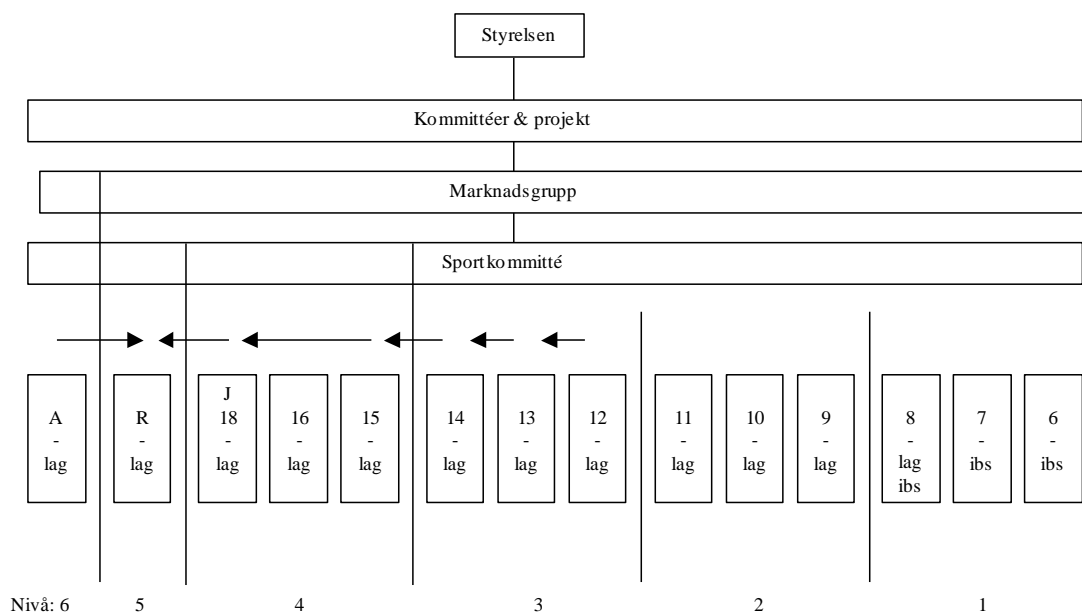 Styrelsen
Kommittéer & projekt
Marknadsgrupp
Sportkommitté
A
-
lag
R
-
lag
J
18
-
lag
16
-
lag
15
-
lag
14
-
lag
13
-
lag
12
-
lag
11
-
lag
10
-
lag
9
-
lag
8
-
lag
ibs
7
-
ibs
6
-
ibs
Nivå: 6 5 4 3 2 1